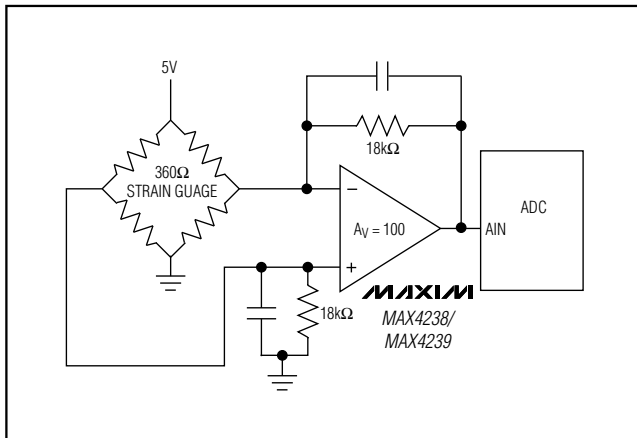 5V
18kΩ
360Ω
STRAIN GUAGE
−
ADC
AV = 100
AIN
+
MAXIM
18kΩ
MAX4238/
MAX4239